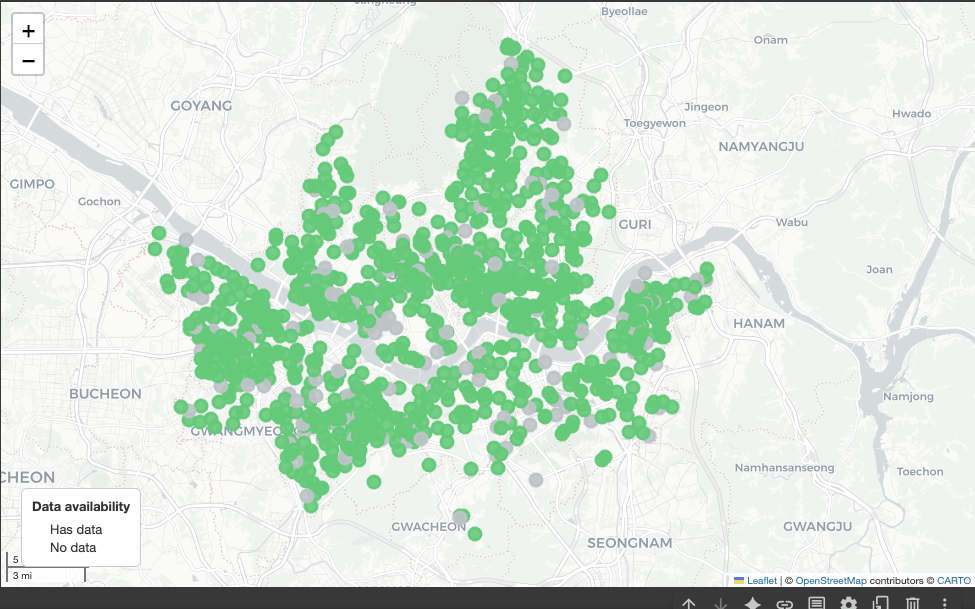 Byeollae
+
Onam
−
GOYANG
Jingeon
Hwado
Toegyewon
NAMYANGJU
GIMPO
Gochon
GURI
Wabu
Joan
HANAM
BUCHEON
Namjong
Namhansanseong
Toechon
CHEON
Data availability
Has data
No data
GWACHEON
GWANGJU
SEONGNAM
5
3 mi
Leaflet | © OpenStreetMap contributors © CARTO